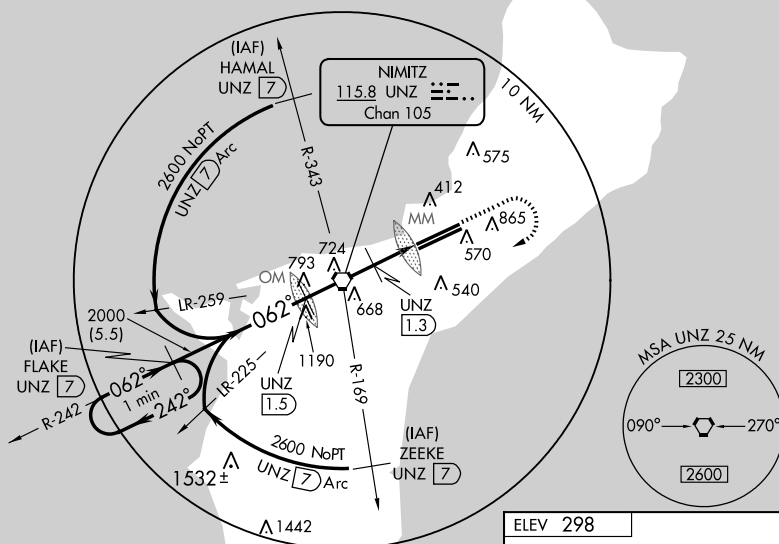 (IAF)
HAMAL
UNZ 7
NIMITZ
115.8 UNZ
Chan 105
10 NM
2600 NoPT
UNZ 7 Arc
R-343
575
412
MM
865
570
724
793
OM
540
668
LR-259
062°
UNZ
1.3
2000
(5.5)
(IAF)
FLAKE
UNZ 7
062°
1 min
242°
R-242
LR-225
1190
UNZ
1.5
R-169
2600 NoPT
UNZ 7 Arc
(IAF)
ZEEKE
UNZ 7
1532 ±
1442
MSA UNZ 25 NM
2300
090°
270°
2600
ELEV 298